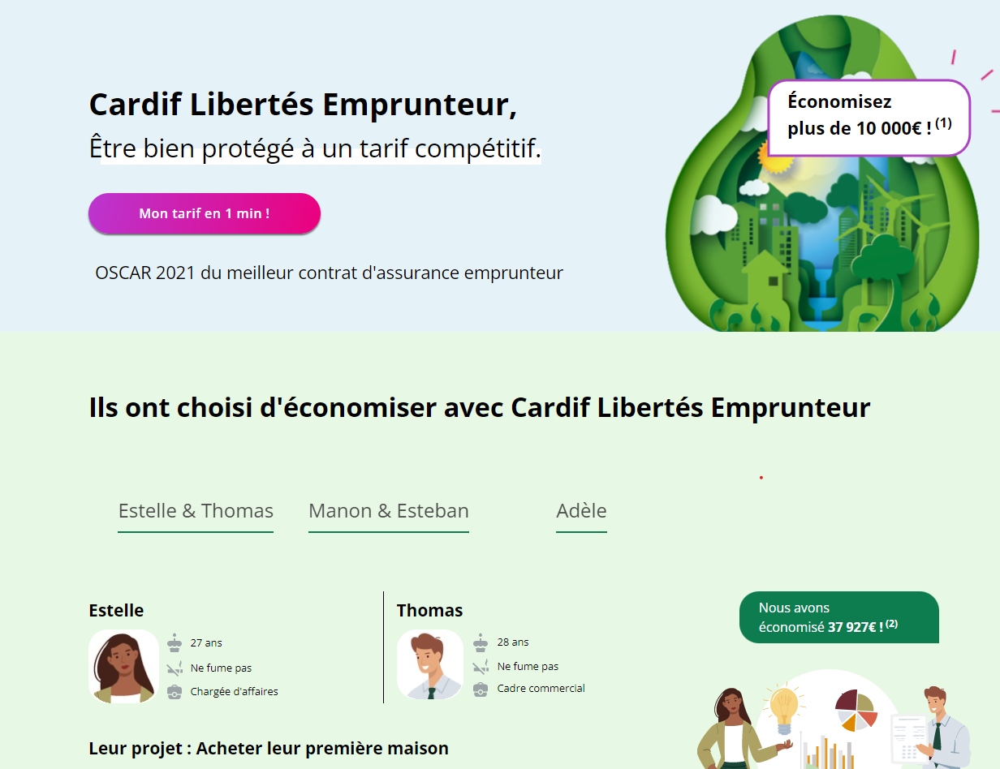 Cardif Libertés Emprunteur,
Être bien protégé à un tarif compétitif.
Économisez
plus de 10 000€ ! (1)
Mon tarif en 1 min !
OSCAR 2021 du meilleur contrat d'assurance emprunteur
Ils ont choisi d'économiser avec Cardif Libertés Emprunteur
Estelle & Thomas
Manon & Esteban
Adèle
Estelle
27 ans
Ne fume pas
Chargée d'affaires
Thomas
28 ans
Ne fume pas
Cadre commercial
Nous avons
économisé 37 927€ ! (2)
Leur projet : Acheter leur première maison